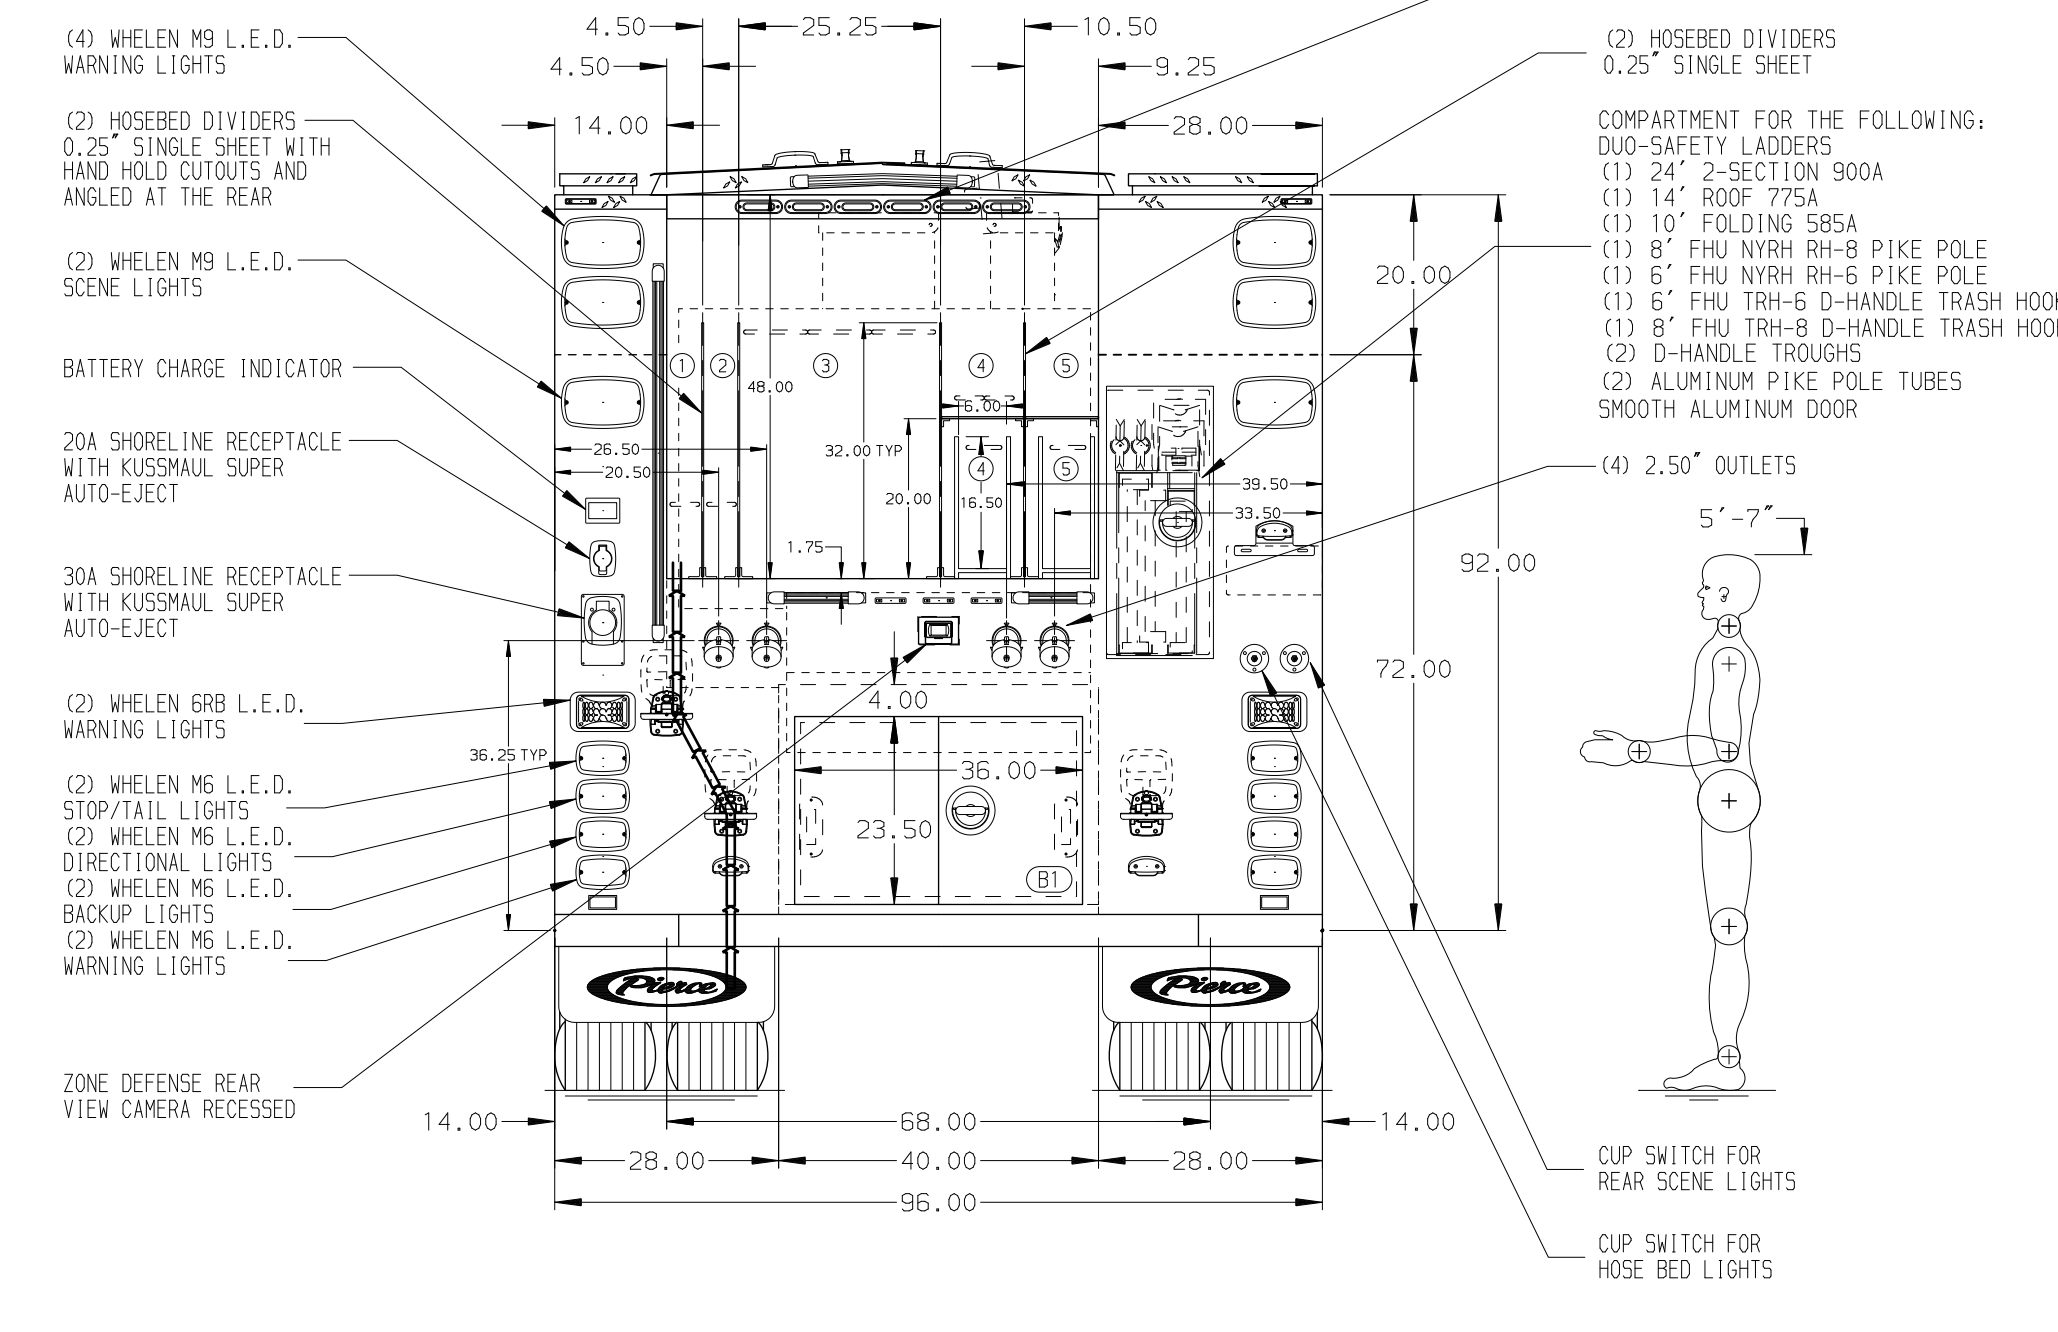 (4) WHELEN M9 L.E.D.
WARNING LIGHTS
(2) HOSEBED DIVIDERS
0.25" SINGLE SHEET WITH
HAND HOLD CUTOUTS AND
ANGLED AT THE REAR
(2) WHELEN M9 L.E.D.
SCENE LIGHTS
BATTERY CHARGE INDICATOR
20A SHORELINE RECEPTACLE
WITH KUSSMAUL SUPER
AUTO-EJECT
30A SHORELINE RECEPTACLE
WITH KUSSMAUL SUPER
AUTO-EJECT
(2) WHELEN 6RB L.E.D.
WARNING LIGHTS
(2) WHELEN M6 L.E.D.
STOP/TAIL LIGHTS
(2) WHELEN M6 L.E.D.
DIRECTIONAL LIGHTS
(2) WHELEN M6 L.E.D.
BACKUP LIGHTS
(2) WHELEN M6 L.E.D.
WARNING LIGHTS
ZONE DEFENSE REAR
VIEW CAMERA RECESSED
4.50
25.25
10.50
4.50
9.25
14.00
28.00
20.00
1
2
3
4
5
48.00
6.00
26.50
32.00 TYP
20.50
4
5
20.00
16.50
39.50
33.50
1.75
92.00
72.00
4.00
36.25 TYP
36.00
23.50
B1
Pierce
Pierce
14.00
68.00
14.00
28.00
40.00
28.00
96.00
(2) HOSEBED DIVIDERS
0.25" SINGLE SHEET
COMPARTMENT FOR THE FOLLOWING:
DUO-SAFETY LADDERS
(1) 24' 2-SECTION 900A
(1) 14' ROOF 775A
(1) 10' FOLDING 585A
(1) 8' FHU NYRH RH-8 PIKE POLE
(1) 6' FHU NYRH RH-6 PIKE POLE
(1) 6' FHU TRH-6 D-HANDLE TRASH HOOK
(1) 8' FHU TRH-8 D-HANDLE TRASH HOOK
(2) D-HANDLE TROUGHS
(2) ALUMINUM PIKE POLE TUBES
SMOOTH ALUMINUM DOOR
(4) 2.50" OUTLETS
5'-7"
CUP SWITCH FOR
REAR SCENE LIGHTS
CUP SWITCH FOR
HOSE BED LIGHTS